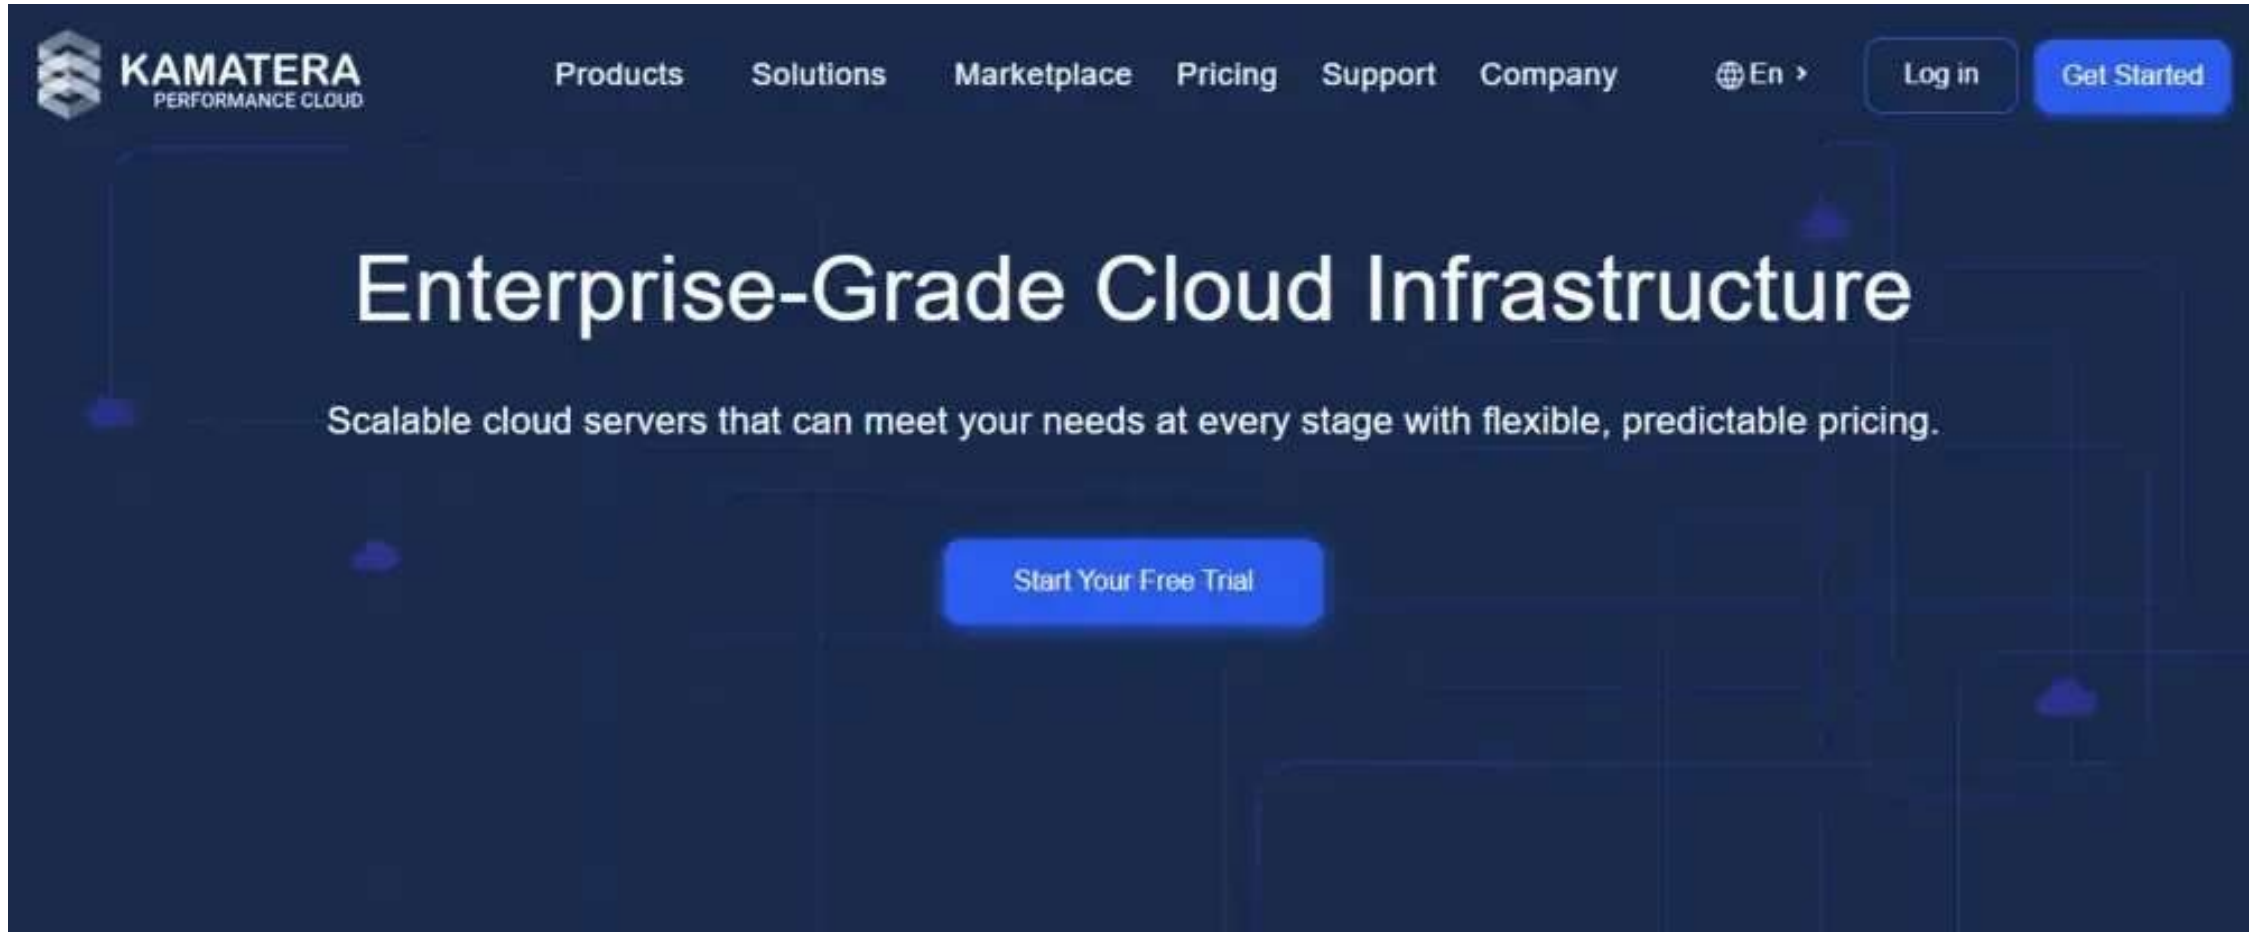 KAMATERA
PERFORMANCE CLOUD
Products Solutions Marketplace Pricing Support Company En Log in Get Started
Enterprise-Grade Cloud Infrastructure
Scalable cloud servers that can meet your needs at every stage with flexible, predictable pricing.
Start Your Free Trial